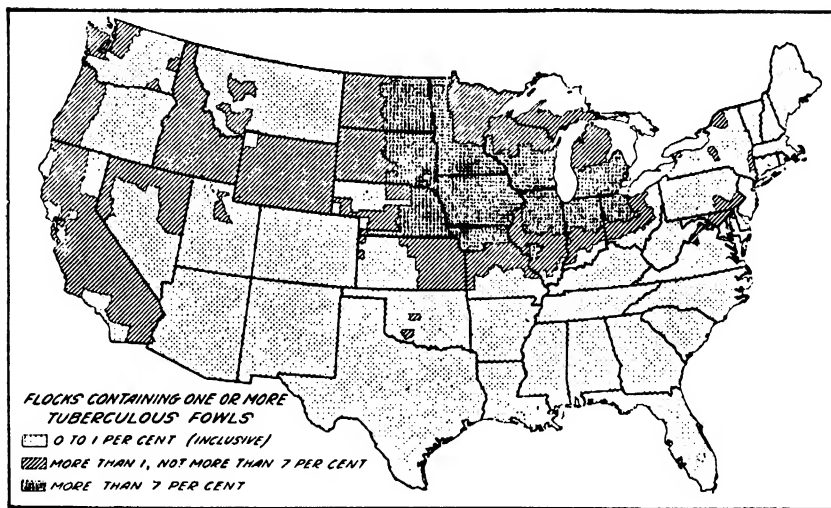 FLOCKS CONTAINING ONE OR MORE
TUBERCULOUS FOWLS
0 TO 1 PER CENT (INCLUSIVE)
MORE THAN 1, NOT MORE THAN 7 PER CENT
MORE THAN 7 PER CENT